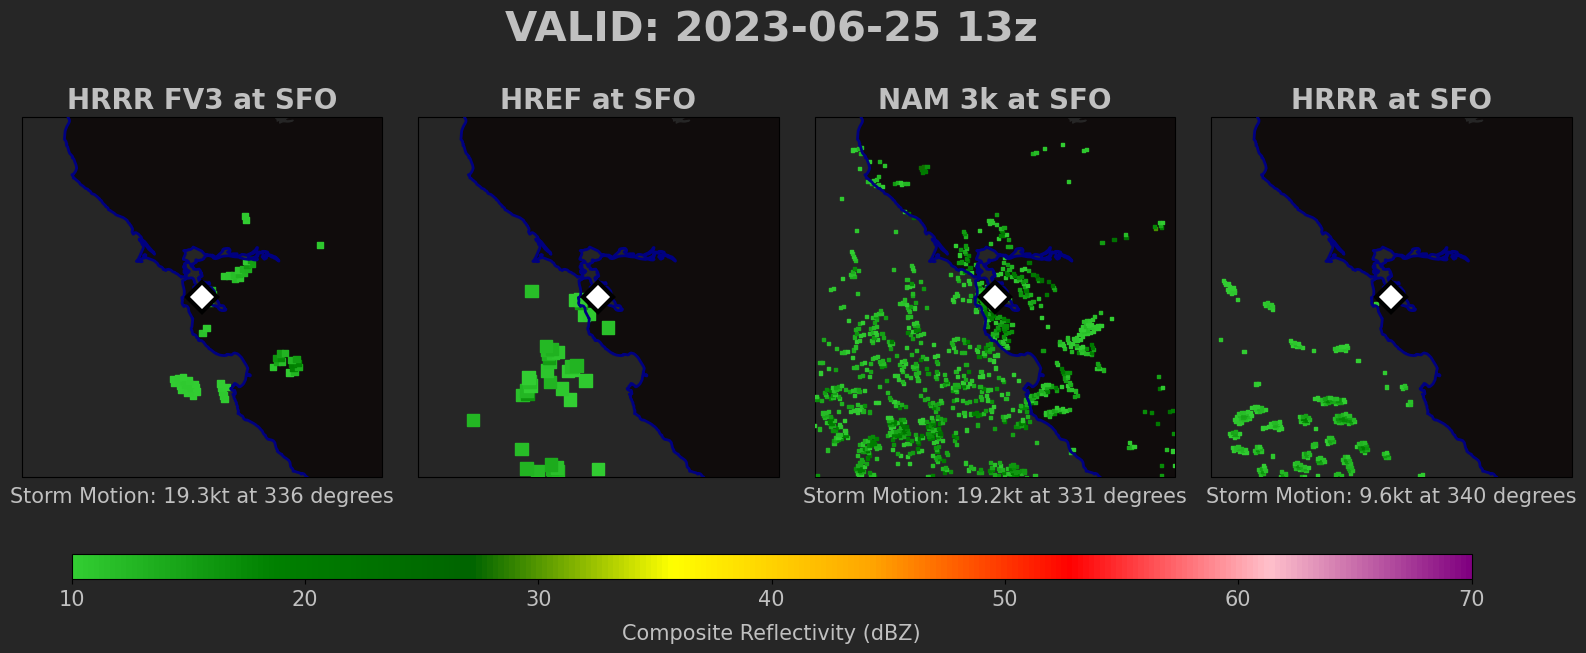 VALID: 2023-06-25 13z
HRRR FV3 at SFO
HREF at SFO
NAM 3k at SFO
HRRR at SFO
Storm Motion: 19.3kt at 336 degrees
Storm Motion: 19.2kt at 331 degrees
Storm Motion: 9.6kt at 340 degrees
10 20 30 40 50 60 70
Composite Reflectivity (dBZ)